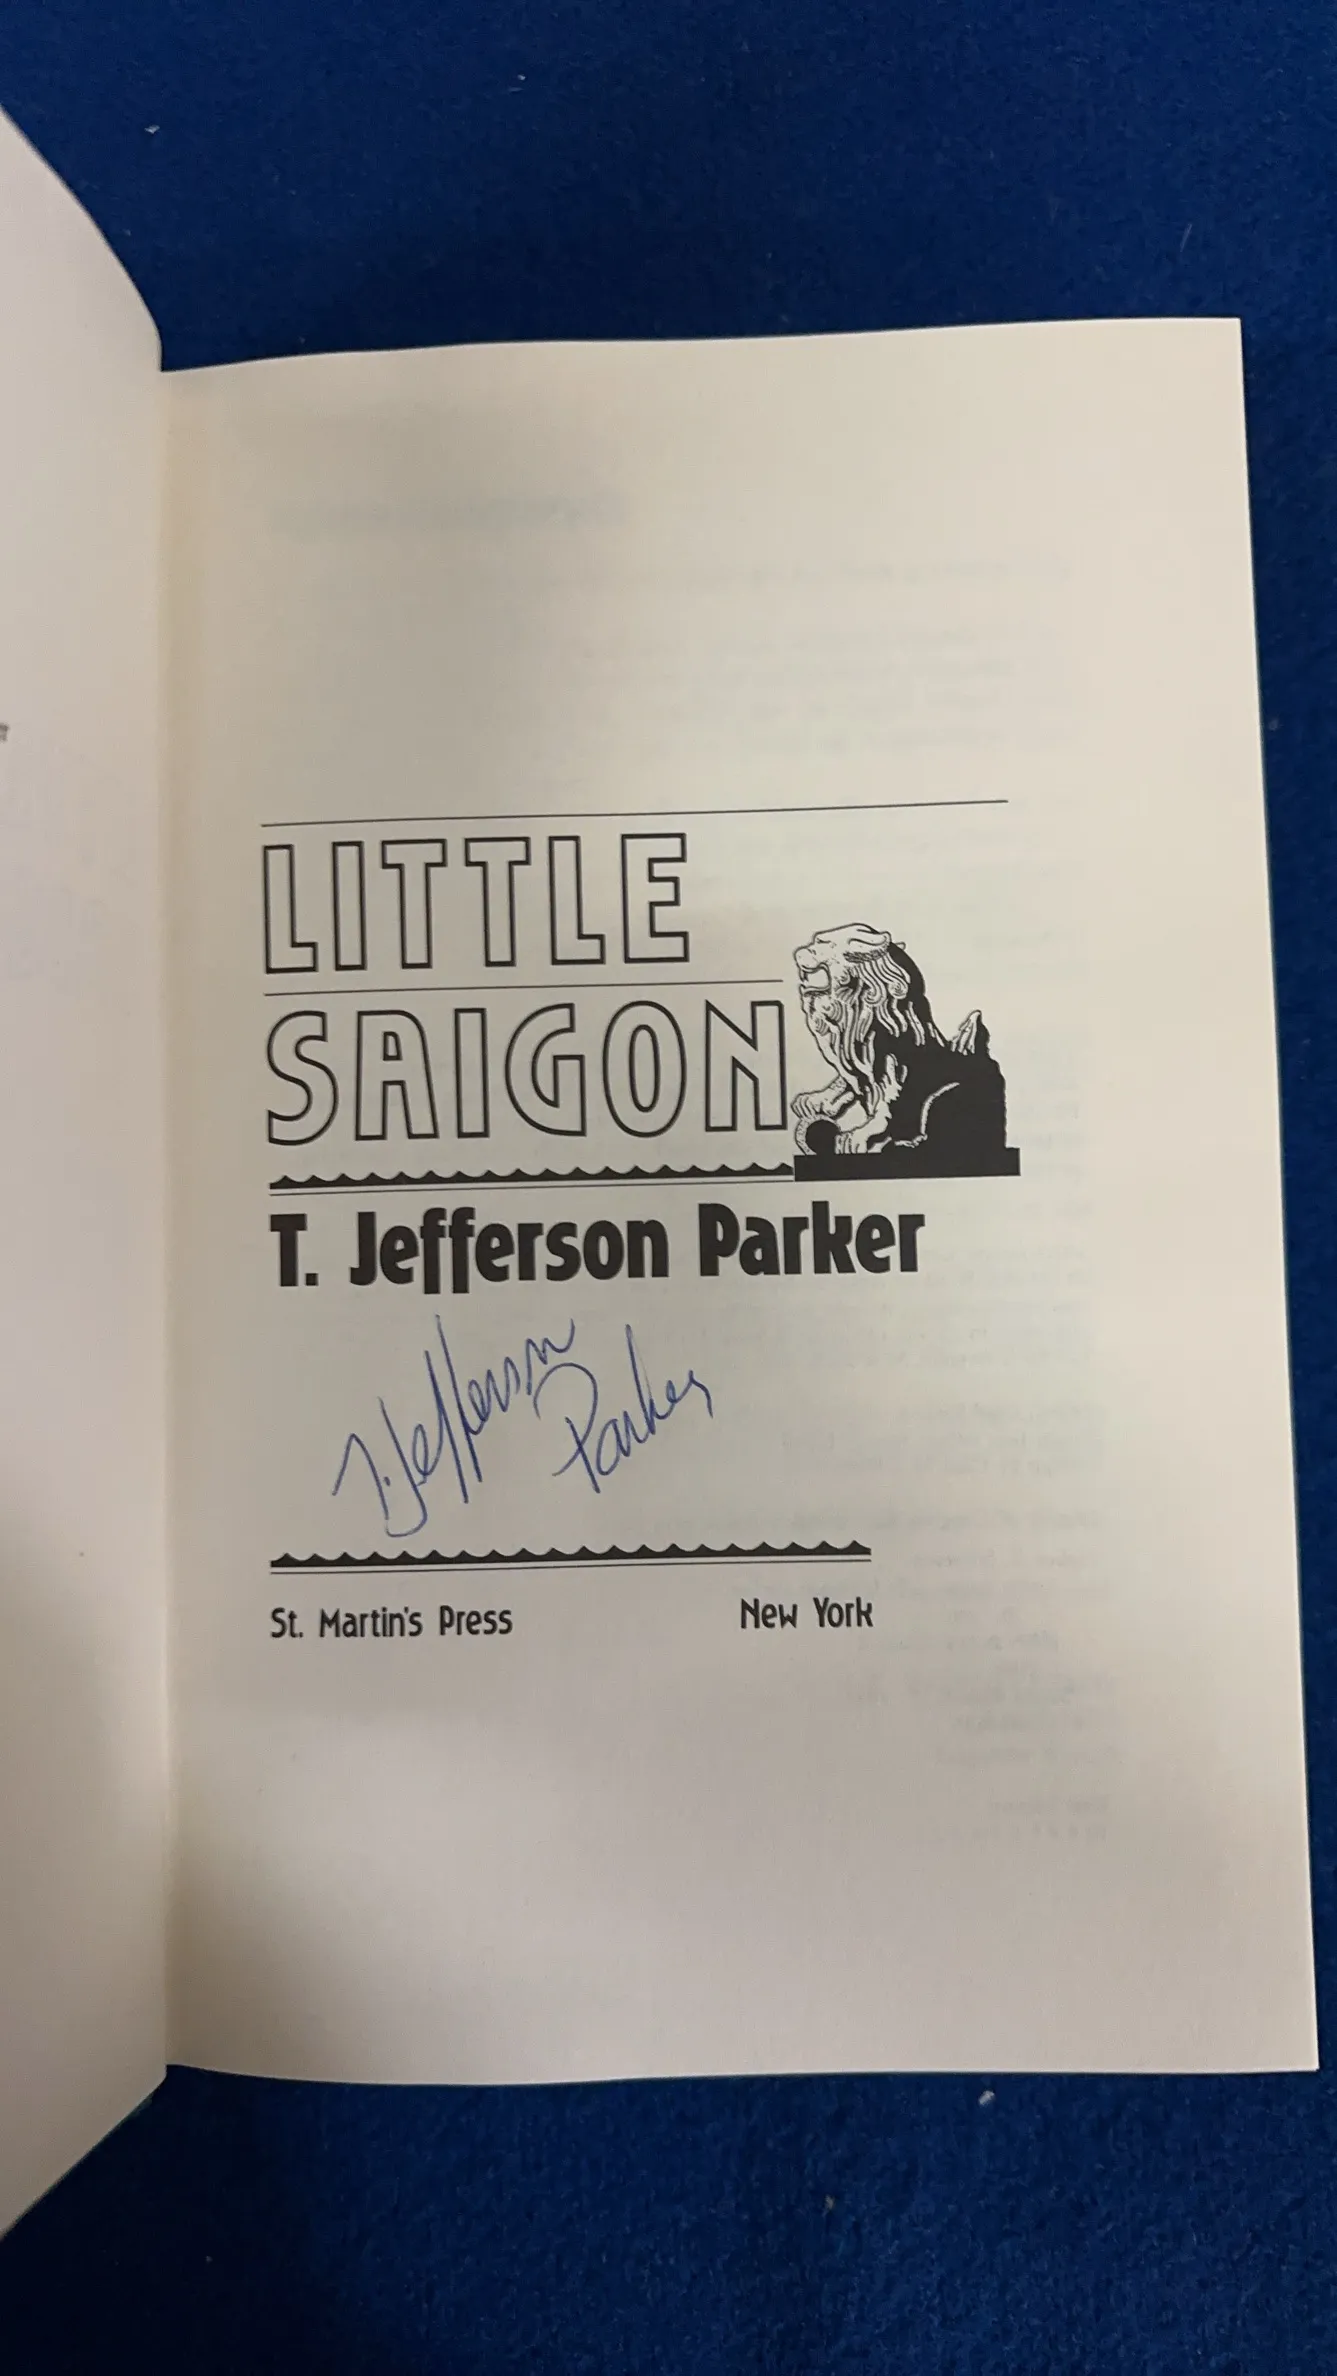 LITTLE
SAIGON
T. Jefferson Parker
T. Jefferson
Parker
St. Martin's Press New York